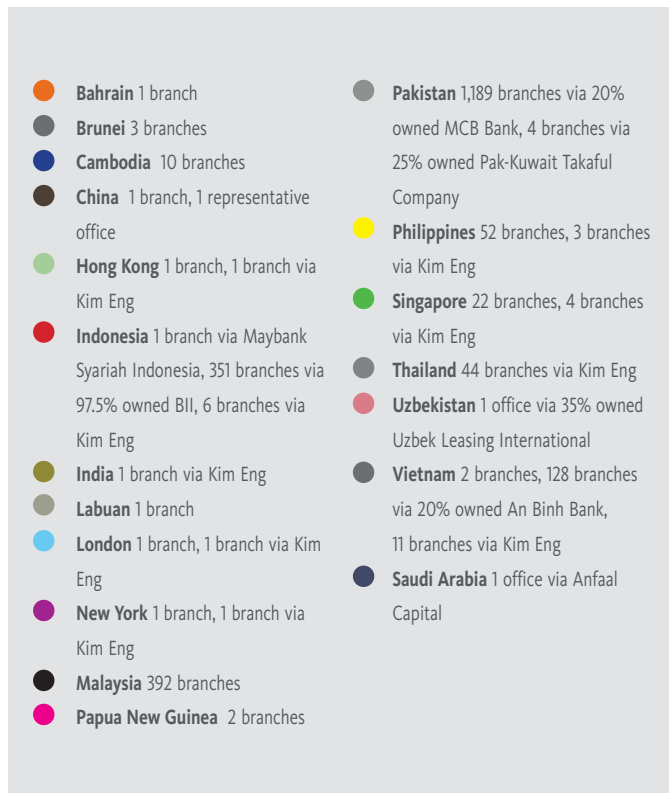 Bahrain 1 branch
Brunei 3 branches
Cambodia 10 branches
China 1 branch, 1 representative
office
Hong Kong 1 branch, 1 branch via
Kim Eng
Indonesia 1 branch via Maybank
Syariah Indonesia, 351 branches via
97.5% owned BII, 6 branches via
Kim Eng
India 1 branch via Kim Eng
Labuan 1 branch
London 1 branch, 1 branch via Kim
Eng
New York 1 branch, 1 branch via
Kim Eng
Malaysia 392 branches
Papua New Guinea 2 branches
Pakistan 1,189 branches via 20%
owned MCB Bank, 4 branches via
25% owned Pak-Kuwait Takaful
Company
Philippines 52 branches, 3 branches
via Kim Eng
Singapore 22 branches, 4 branches
via Kim Eng
Thailand 44 branches via Kim Eng
Uzbekistan 1 office via 35% owned
Uzbek Leasing International
Vietnam 2 branches, 128 branches
via 20% owned An Binh Bank,
11 branches via Kim Eng
Saudi Arabia 1 office via Anfaal
Capital